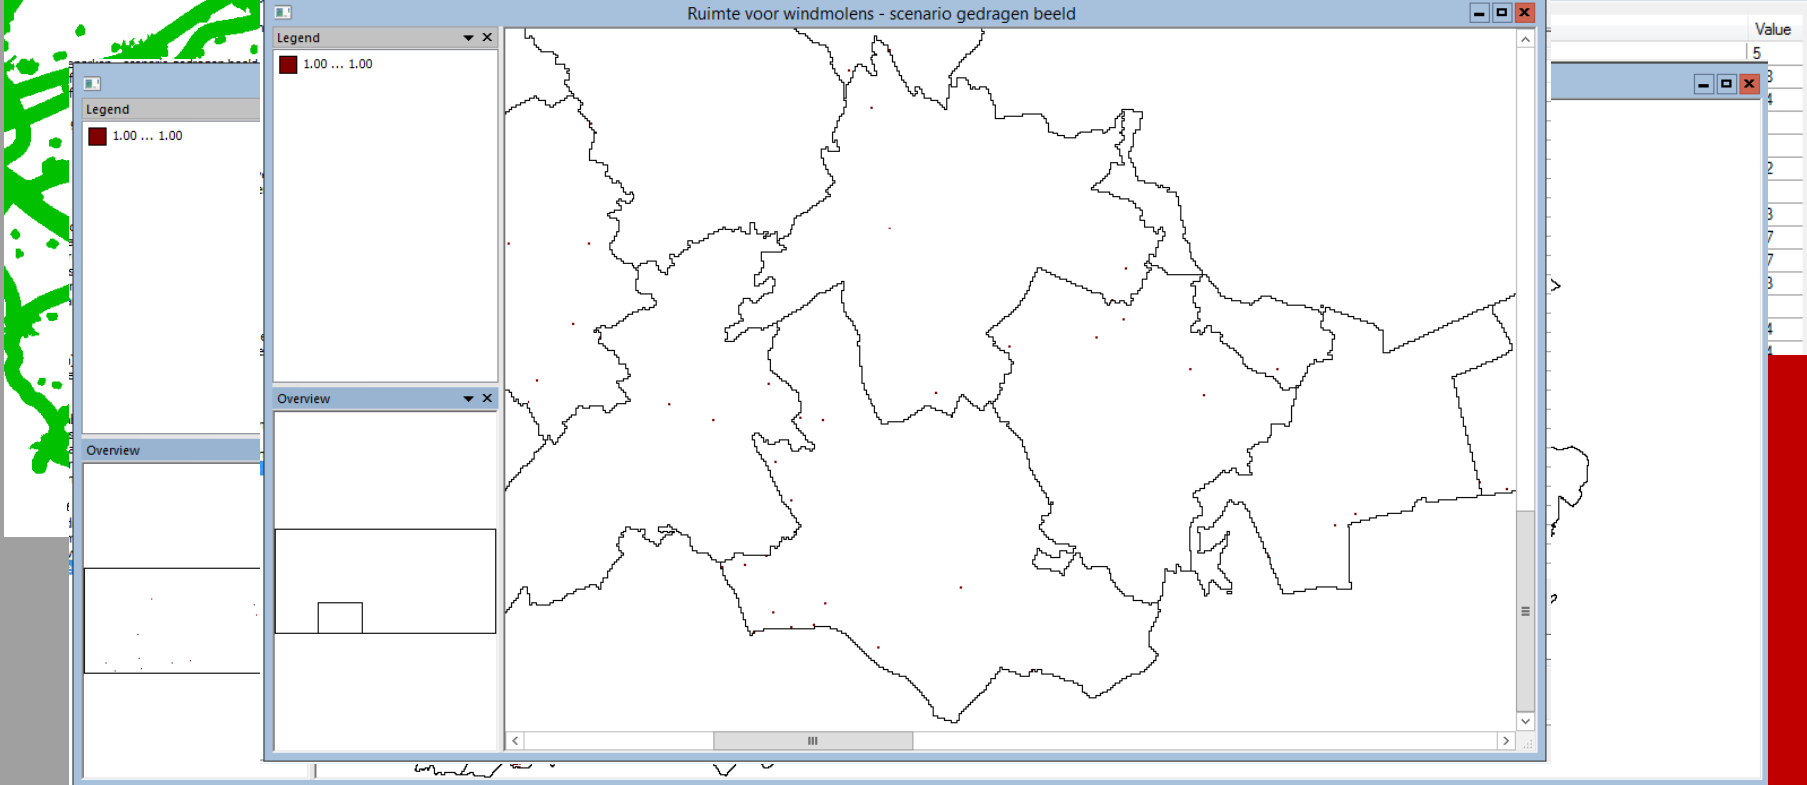 Ruimte voor windmolens - scenario gedragen beeld
Legend
1.00 ... 1.00
Overview
Legend
1.00 ... 1.00
Overview
Value
5
3
4
2
3
7
7
3
4